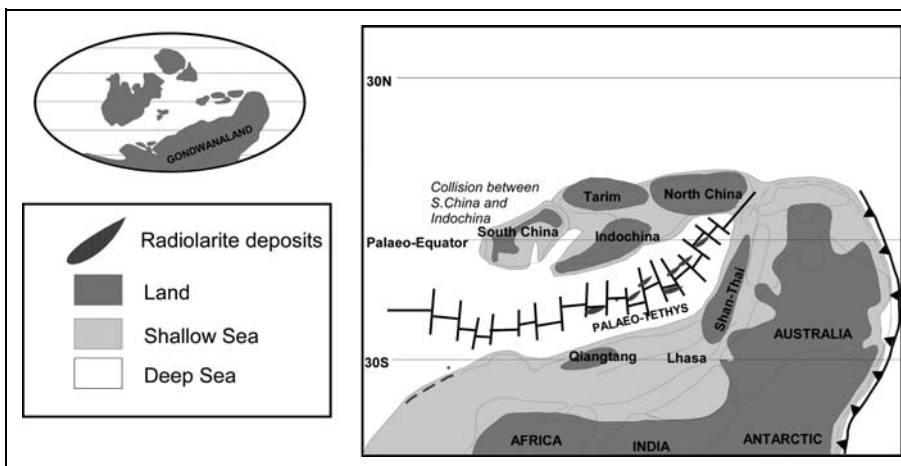 GONDWANALAND
Radiolarite deposits
Land
Shallow Sea
Deep Sea
30N
Collision between
S.China and
Indochina
Tarim
North China
South China
Palaeo-Equator
Indochina
Shan-Thai
PALAEO-TETHYS
AUSTRALIA
Qiangtang
Lhasa
30S
AFRICA
INDIA
ANTARCTIC